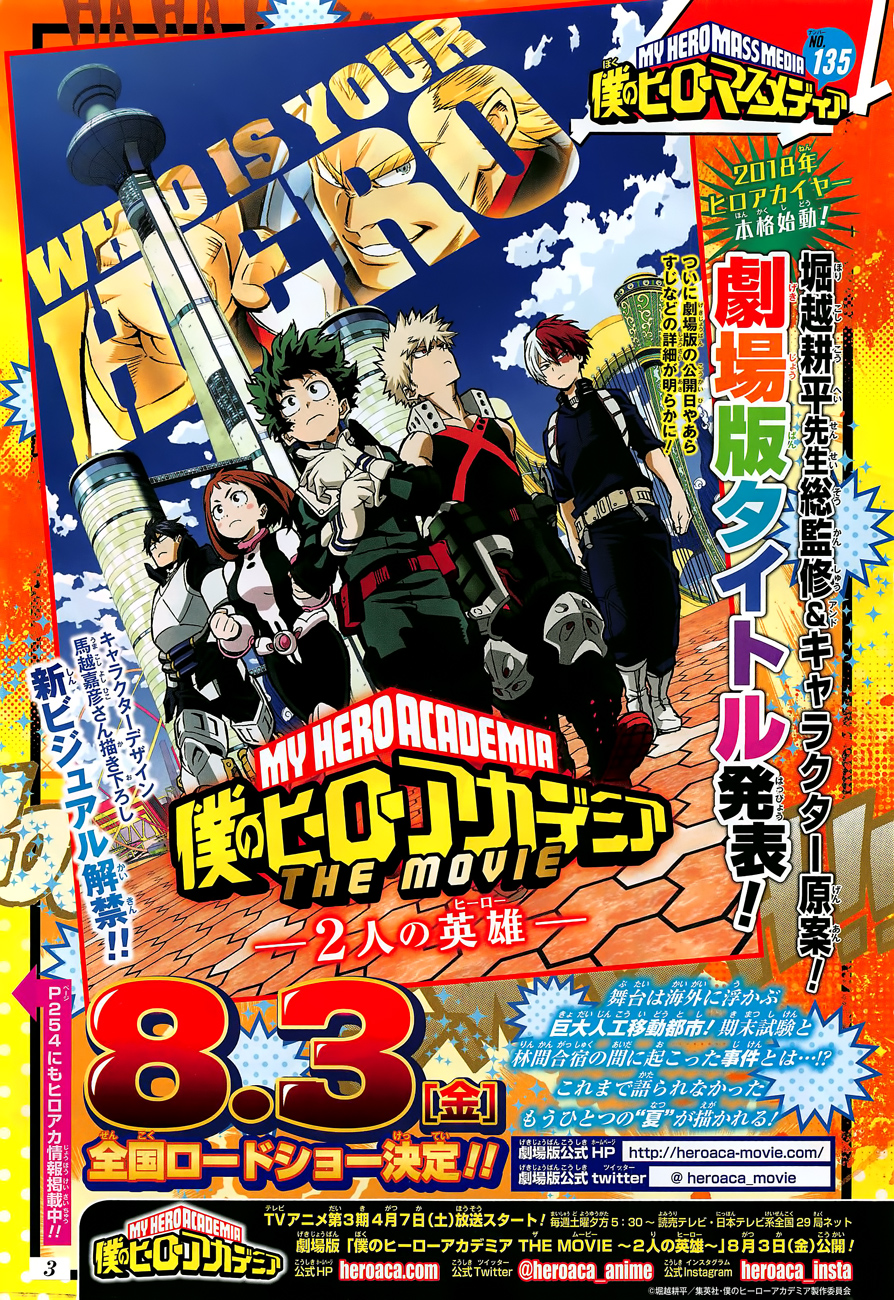 HA HA HA
MY HERO MASS MEDIA
僕のヒーローマスメディア
NO.
135
2018年
ヒロアカイヤー
本格始動!
堀越耕平先生総監修&キャラクター原案!
劇場版タイトル発表!
ついに劇場版の公開日やあら
すじなどの詳細が明らかに!
WHO IS YOUR
HERO
キャラクターデザイン
馬越嘉彦さん描き下ろし
新ビジュアル解禁!!
MY HERO ACADEMIA
僕のヒーローアカデミア
THE MOVIE
―2人の英雄―
8.3[金]
全国ロードショー決定!!
舞台は海外に浮かぶ
巨大人工移動都市!期末試験と
林間合宿の間に起こった事件とは…!?
これまで語られなかった
もうひとつの“夏”が描かれる!
劇場版公式HP http://heroaca-movie.com/
劇場版公式twitter @heroaca_movie
P254にもヒロアカ情報掲載中!!
3
MY HERO ACADEMIA
僕のヒーローアカデミア
TVアニメ第3期4月7日(土)放送スタート! 毎週土曜夕方5:30~ 読売テレビ・日本テレビ系全国29局ネット
劇場版「僕のヒーローアカデミア THE MOVIE ~2人の英雄~」8月3日(金)公開!
公式HP heroaca.com 公式Twitter @heroaca_anime 公式Instagram heroaca_insta
©堀越耕平/集英社・僕のヒーローアカデミア製作委員会